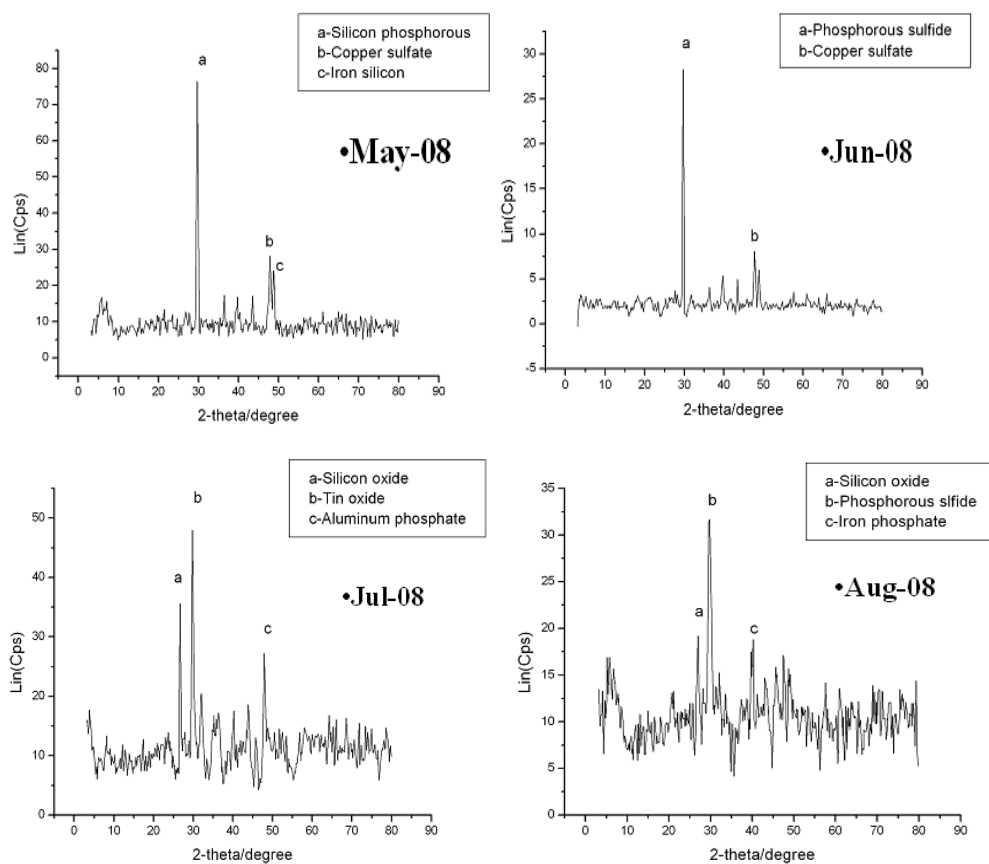 a-Silicon phosphorous
b-Copper sulfate
c-Iron silicon
80
70
60
50
40
30
20
10
0
Lin(Cps)
a
b
c
•May-08
0 10 20 30 40 50 60 70 80 90
2-theta/degree
a-Phosphorous sulfide
b-Copper sulfate
30
25
20
15
10
5
0
-5
Lin(Cps)
a
b
•Jun-08
0 10 20 30 40 50 60 70 80 90
2-theta/degree
a-Silicon oxide
b-Tin oxide
c-Aluminum phosphate
50
40
30
20
10
0
Lin(Cps)
a
b
c
•Jul-08
0 10 20 30 40 50 60 70 80 90
2-theta/degree
a-Silicon oxide
b-Phosphorous slfide
c-Iron phosphate
35
30
25
20
15
10
5
0
Lin(Cps)
a
b
c
•Aug-08
0 10 20 30 40 50 60 70 80 90
2-theta/degree